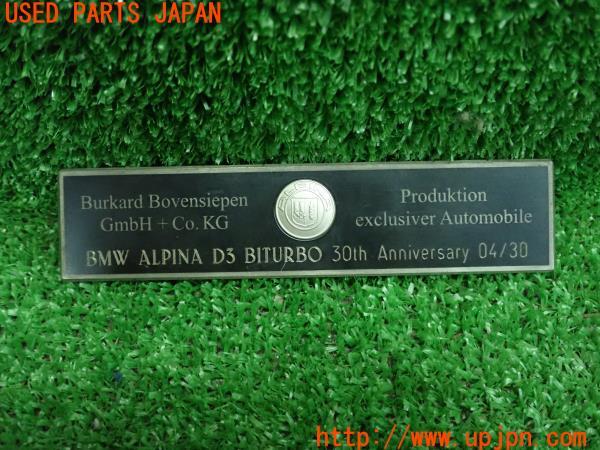 USED PARTS JAPAN
Burkard Bovensiepen
GmbH + Co. KG
ALPINA
Produktion
exclusiver Automobile
BMW ALPINA D3 BITURBO 30th Anniversary 04/30
http://www.upjpn.com/